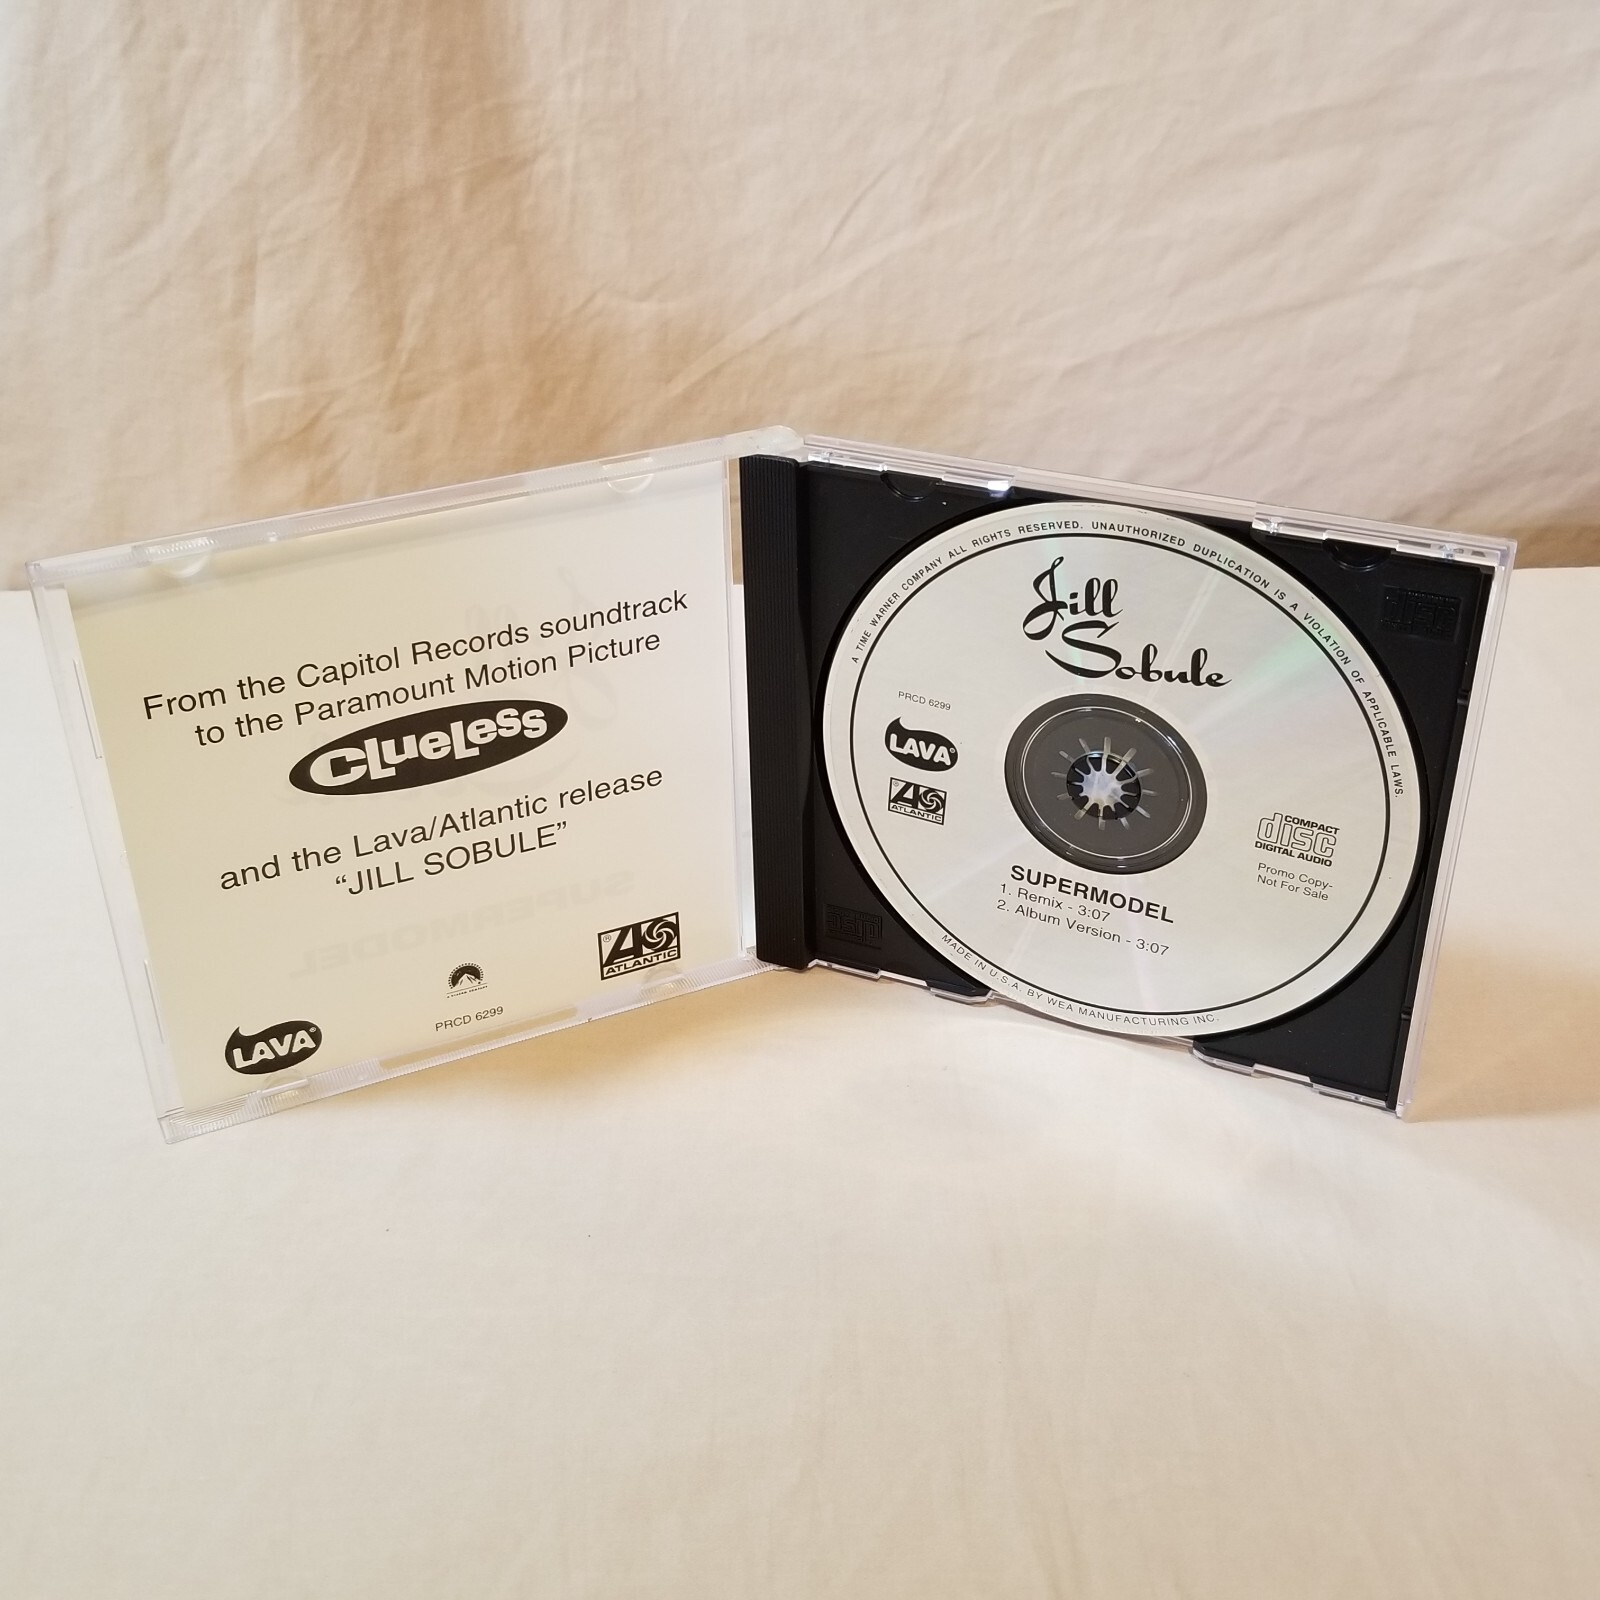 From the Capitol Records soundtrack
to the Paramount Motion Picture
CLUELESS
and the Lava/Atlantic release
“JILL SOBULE”
LAVA®
PRCD 6299
® ATLANTIC
A TIME WARNER COMPANY ALL RIGHTS RESERVED. UNAUTHORIZED DUPLICATION IS A VIOLATION OF APPLICABLE LAWS.
Jill
Sobule
PRCD 6299
LAVA®
ATLANTIC
COMPACT
disc
DIGITAL AUDIO
Promo Copy-
Not For Sale
SUPERMODEL
1. Remix - 3:07
2. Album Version - 3:07
MADE IN U.S.A. BY WEA MANUFACTURING INC.